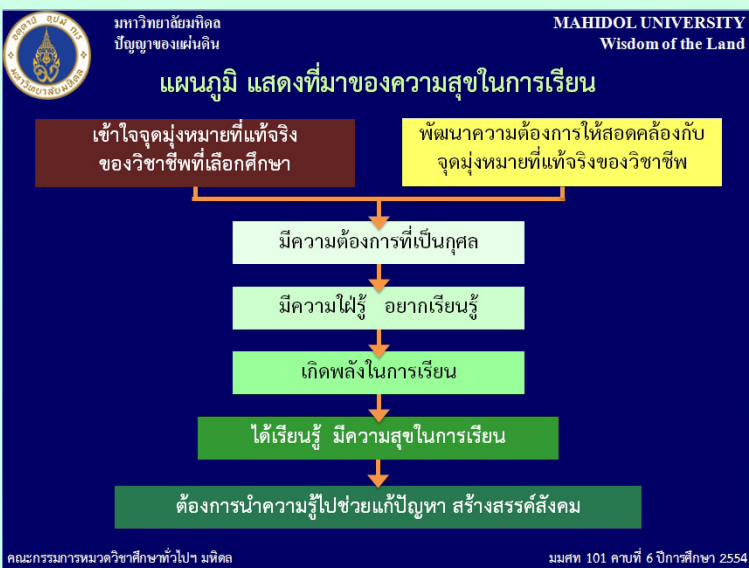 มหาวิทยาลัยมหิดล
ปัญญาของแผ่นดิน
MAHIDOL UNIVERSITY
Wisdom of the Land
แผนภูมิ แสดงที่มาของความสุขในการเรียน
เข้าใจจุดมุ่งหมายที่แท้จริง
ของวิชาชีพที่เลือกศึกษา
พัฒนาความต้องการให้สอดคล้องกับ
จุดมุ่งหมายที่แท้จริงของวิชาชีพ
มีความต้องการที่เป็นกุศล
มีความใฝ่รู้ อยากเรียนรู้
เกิดพลังในการเรียน
ได้เรียนรู้ มีความสุขในการเรียน
ต้องการนำความรู้ไปช่วยแก้ปัญหา สร้างสรรค์สังคม
คณะกรรมการหมวดวิชาศึกษาทั่วไปฯ มหิดล
มมศท 101 คาบที่ 6 ปีการศึกษา 2554